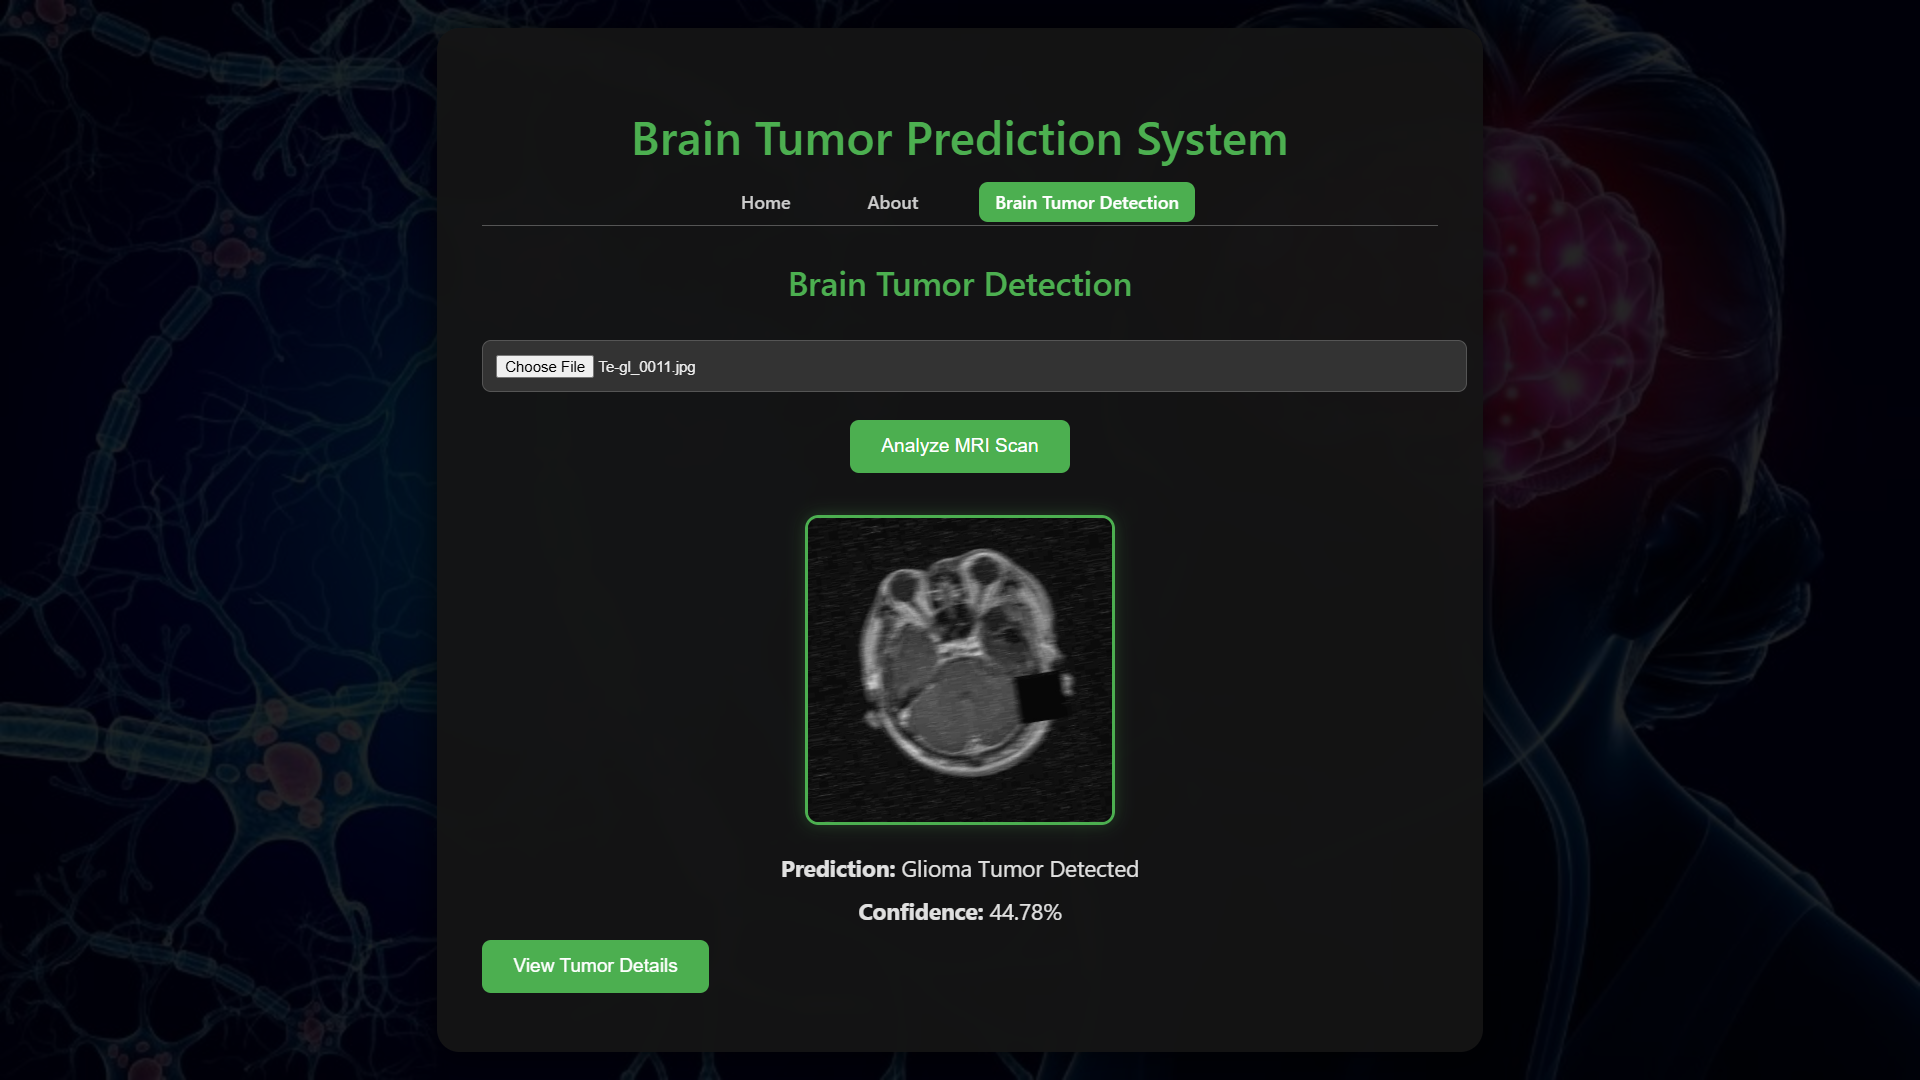 Brain Tumor Prediction System
Home About Brain Tumor Detection
Brain Tumor Detection
Choose File Te-gl_0011.jpg
Analyze MRI Scan
Prediction: Glioma Tumor Detected
Confidence: 44.78%
View Tumor Details